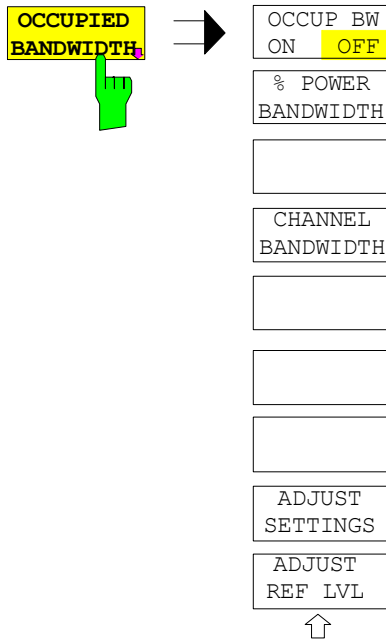 OCCUPIED
BANDWIDTH
OCCUP BW
ON OFF
% POWER
BANDWIDTH
CHANNEL
BANDWIDTH
ADJUST
SETTINGS
ADJUST
REF LVL